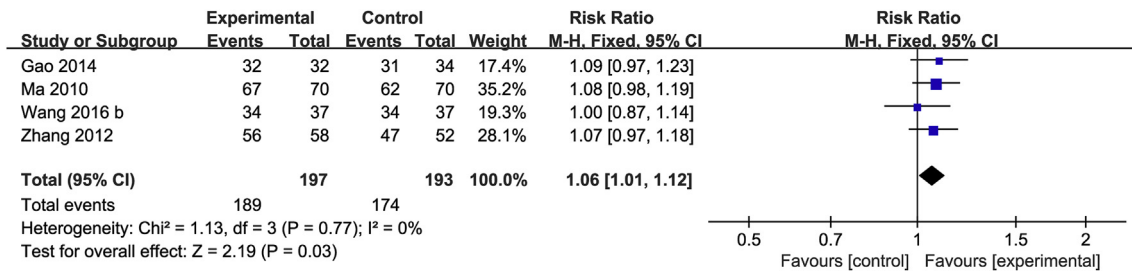 Experimental Control Risk Ratio Risk Ratio
Study or Subgroup Events Total Events Total Weight M-H, Fixed, 95% CI M-H, Fixed, 95% CI
Gao 2014 32 32 31 34 17.4% 1.09 [0.97, 1.23]
Ma 2010 67 70 62 70 35.2% 1.08 [0.98, 1.19]
Wang 2016 b 34 37 34 37 19.3% 1.00 [0.87, 1.14]
Zhang 2012 56 58 47 52 28.1% 1.07 [0.97, 1.18]
Total (95% CI) 197 193 100.0% 1.06 [1.01, 1.12]
Total events 189 174
Heterogeneity: Chi² = 1.13, df = 3 (P = 0.77); I² = 0%
Test for overall effect: Z = 2.19 (P = 0.03)
0.5 0.7 1 1.5 2
Favours [control] Favours [experimental]